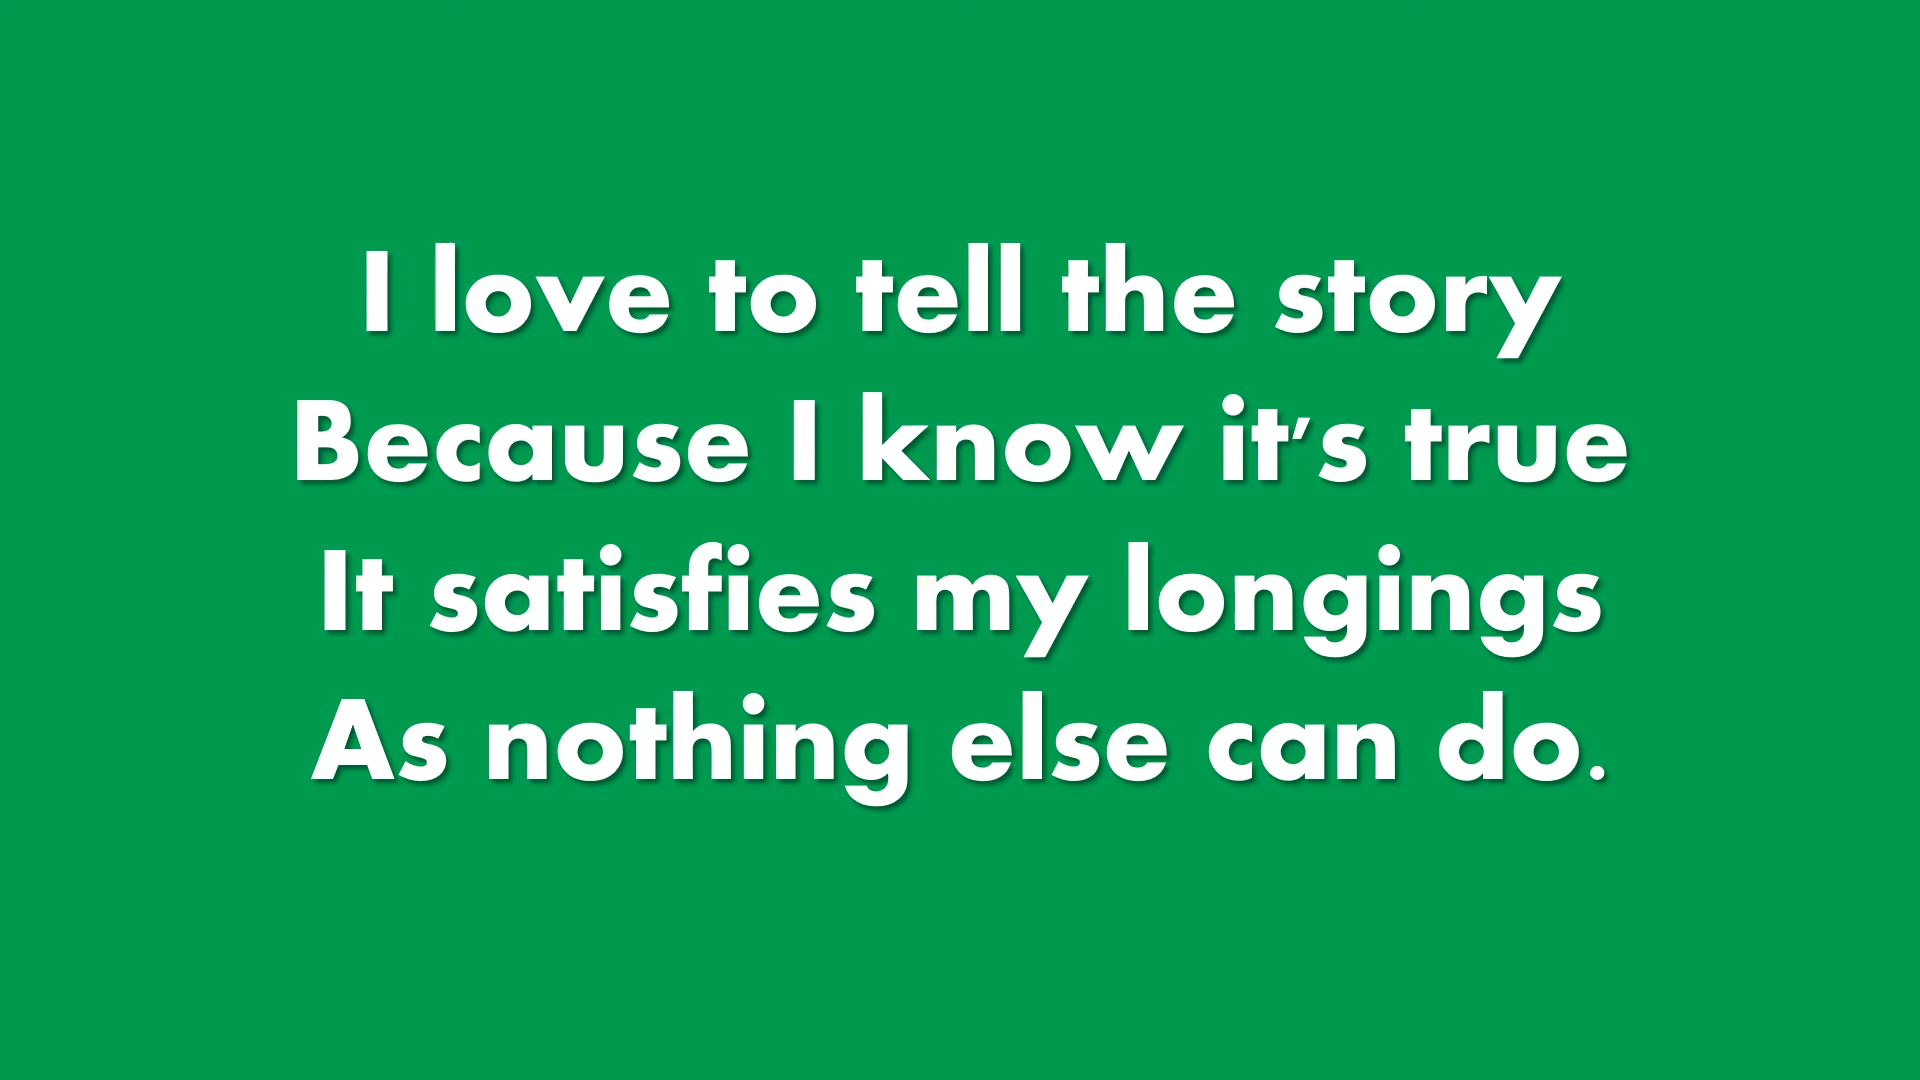 I love to tell the story
Because I know it's true
It satisfies my longings
As nothing else can do.